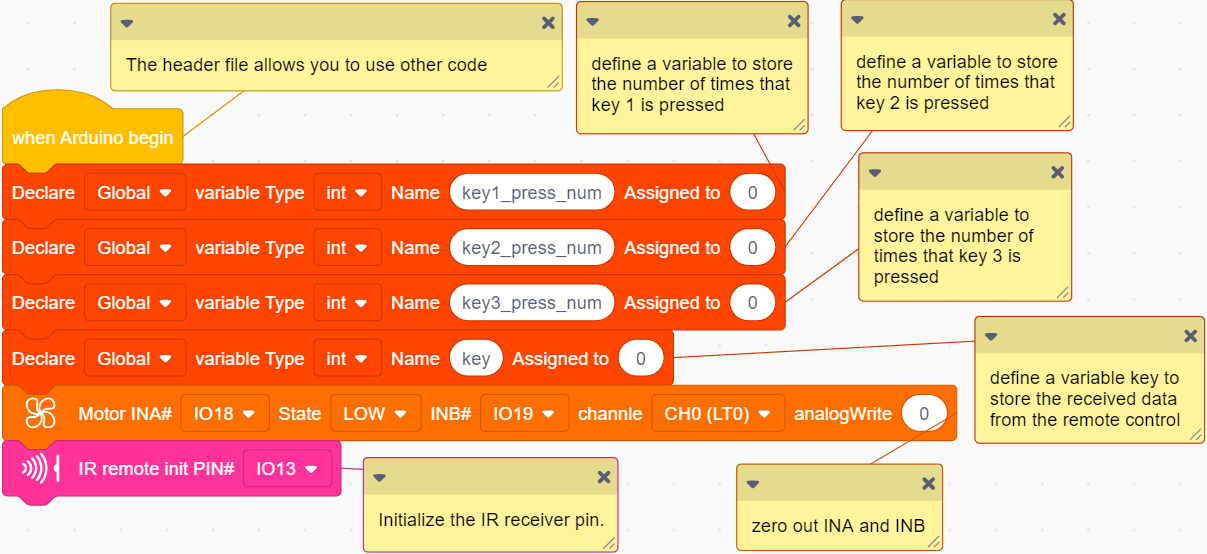 The header file allows you to use other code
define a variable to store
the number of times that
key 1 is pressed
define a variable to store
the number of times that
key 2 is pressed
when Arduino begin
Declare Global variable Type int Name key1_press_num Assigned to 0
Declare Global variable Type int Name key2_press_num Assigned to 0
Declare Global variable Type int Name key3_press_num Assigned to 0
define a variable to
store the number of
times that key 3 is
pressed
Declare Global variable Type int Name key Assigned to 0
define a variable key to
store the received data
from the remote control
Motor INA# IO18 State LOW INB# IO19 channle CH0 (LT0) analogWrite 0
zero out INA and INB
IR remote init PIN# IO13
Initialize the IR receiver pin.